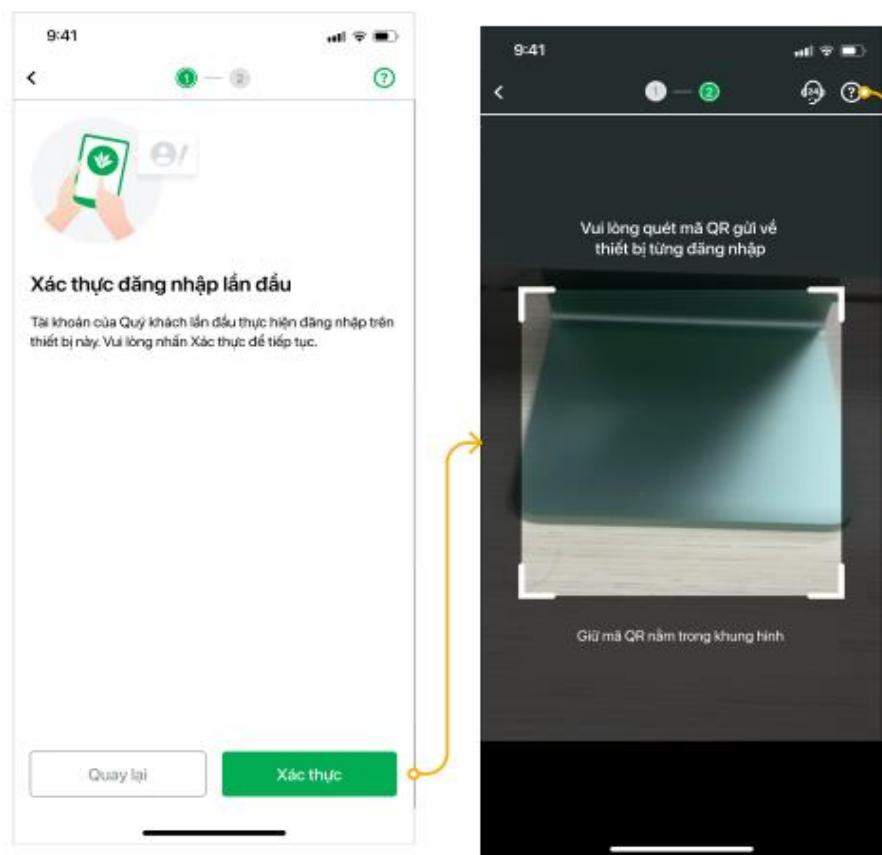 9:41
1
2
?
Xác thực đăng nhập lần đầu
Tài khoản của Quý khách lần đầu thực hiện đăng nhập trên
thiết bị này. Vui lòng nhấn Xác thực để tiếp tục.
Quay lại
Xác thực
9:41
1
2
24
?
Vui lòng quét mã QR gửi về
thiết bị từng đăng nhập
Giữ mã QR nằm trong khung hình